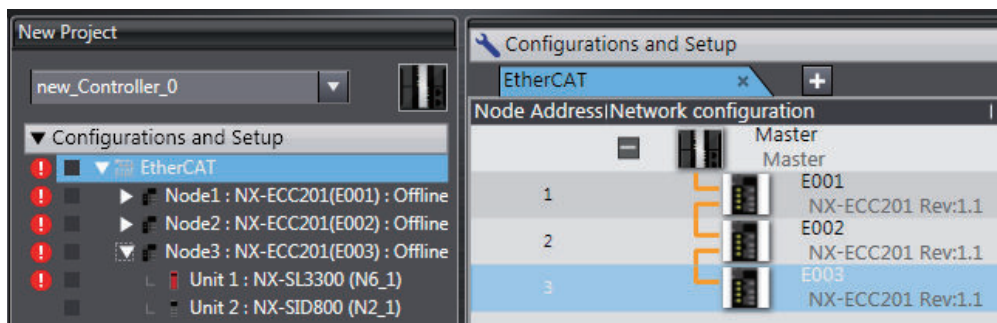 New Project
new_Controller_0
Configurations and Setup
EtherCAT
Node1 : NX-ECC201(E001) : Offline
Node2 : NX-ECC201(E002) : Offline
Node3 : NX-ECC201(E003) : Offline
Unit 1 : NX-SL3300 (N6_1)
Unit 2 : NX-SID800 (N2_1)
Configurations and Setup
EtherCAT
Node Address|Network configuration
Master
Master
1 E001
NX-ECC201 Rev:1.1
2 E002
NX-ECC201 Rev:1.1
3 E003
NX-ECC201 Rev:1.1